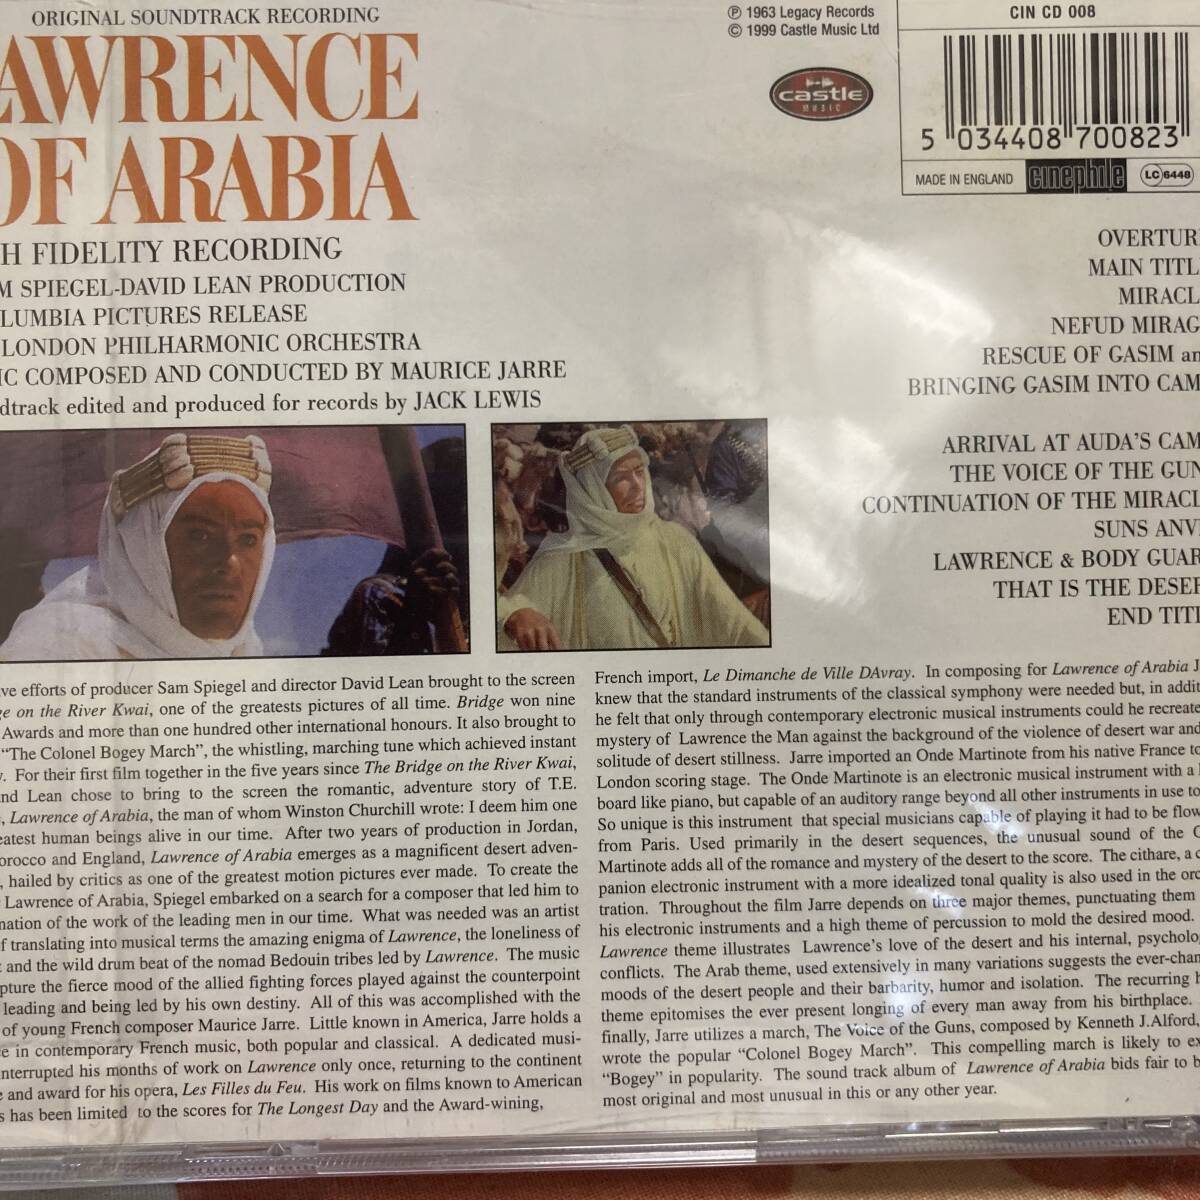 ORIGINAL SOUNDTRACK RECORDING
AWRENCE
OF ARABIA
H FIDELITY RECORDING
M SPIEGEL-DAVID LEAN PRODUCTION
LUMBIA PICTURES RELEASE
LONDON PHILHARMONIC ORCHESTRA
IC COMPOSED AND CONDUCTED BY MAURICE JARRE
dtrack edited and produced for records by JACK LEWIS
℗ 1963 Legacy Records
© 1999 Castle Music Ltd
castle
MUSIC
CIN CD 008
5 034408 700823
MADE IN ENGLAND cinephile LC 6448
OVERTUR
MAIN TITL
MIRACL
NEFUD MIRAG
RESCUE OF GASIM an
BRINGING GASIM INTO CAM
ARRIVAL AT AUDA'S CAM
THE VOICE OF THE GUN
CONTINUATION OF THE MIRACL
SUNS ANV
LAWRENCE & BODY GUAR
THAT IS THE DESER
END TIT
ve efforts of producer Sam Spiegel and director David Lean brought to the screen
ge on the River Kwai, one of the greatests pictures of all time. Bridge won nine
Awards and more than one hundred other international honours. It also brought to
"The Colonel Bogey March", the whistling, marching tune which achieved instant
y. For their first film together in the five years since The Bridge on the River Kwai,
nd Lean chose to bring to the screen the romantic, adventure story of T.E.
, Lawrence of Arabia, the man of whom Winston Churchill wrote: I deem him one
eatest human beings alive in our time. After two years of production in Jordan,
orocco and England, Lawrence of Arabia emerges as a magnificent desert adven-
, hailed by critics as one of the greatest motion pictures ever made. To create the
Lawrence of Arabia, Spiegel embarked on a search for a composer that led him to
nation of the work of the leading men in our time. What was needed was an artist
f translating into musical terms the amazing enigma of Lawrence, the loneliness of
t and the wild drum beat of the nomad Bedouin tribes led by Lawrence. The music
pture the fierce mood of the allied fighting forces played against the counterpoint
leading and being led by his own destiny. All of this was accomplished with the
of young French composer Maurice Jarre. Little known in America, Jarre holds a
ce in contemporary French music, both popular and classical. A dedicated musi-
nterrupted his months of work on Lawrence only once, returning to the continent
e and award for his opera, Les Filles du Feu. His work on films known to American
s has been limited to the scores for The Longest Day and the Award-wining,
French import, Le Dimanche de Ville DAvray. In composing for Lawrence of Arabia J
knew that the standard instruments of the classical symphony were needed but, in addit
he felt that only through contemporary electronic musical instruments could he recreate
mystery of Lawrence the Man against the background of the violence of desert war and
solitude of desert stillness. Jarre imported an Onde Martinote from his native France to
London scoring stage. The Onde Martinote is an electronic musical instrument with a
board like piano, but capable of an auditory range beyond all other instruments in use to
So unique is this instrument that special musicians capable of playing it had to be flow
from Paris. Used primarily in the desert sequences, the unusual sound of the O
Martinote adds all of the romance and mystery of the desert to the score. The cithare, a c
panion electronic instrument with a more idealized tonal quality is also used in the orc
tration. Throughout the film Jarre depends on three major themes, punctuating them
his electronic instruments and a high theme of percussion to mold the desired mood.
Lawrence theme illustrates Lawrence's love of the desert and his internal, psycholo
conflicts. The Arab theme, used extensively in many variations suggests the ever-chan
moods of the desert people and their barbarity, humor and isolation. The recurring h
theme epitomises the ever present longing of every man away from his birthplace.
finally, Jarre utilizes a march, The Voice of the Guns, composed by Kenneth J.Alford,
wrote the popular "Colonel Bogey March". This compelling march is likely to ex
"Bogey" in popularity. The sound track album of Lawrence of Arabia bids fair to b
most original and most unusual in this or any other year.